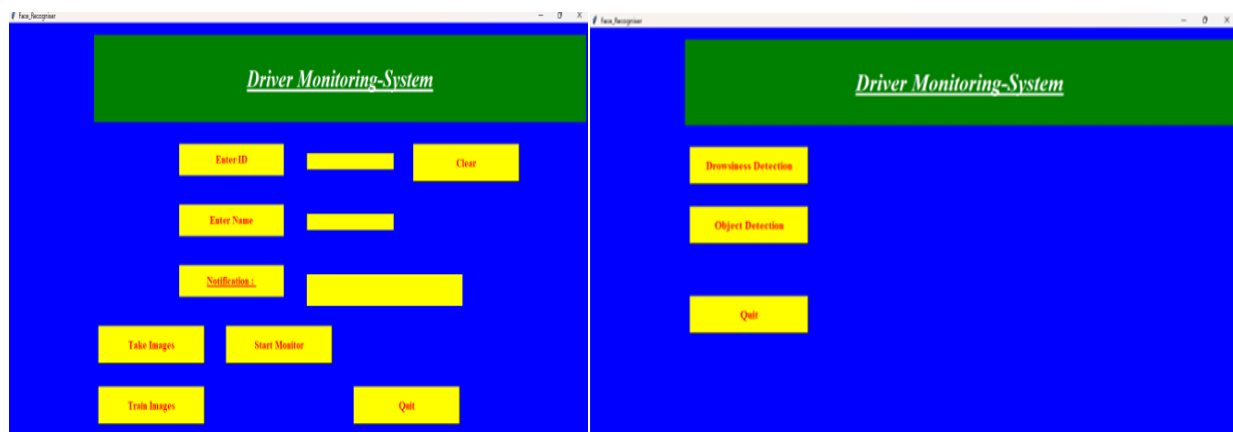 Face_Recogniser
Driver Monitoring-System
Enter ID
Clear
Enter Name
Notification :
Take Images
Start Monitor
Train Images
Quit
Face_Recogniser
Driver Monitoring-System
Drowsiness Detection
Object Detection
Quit